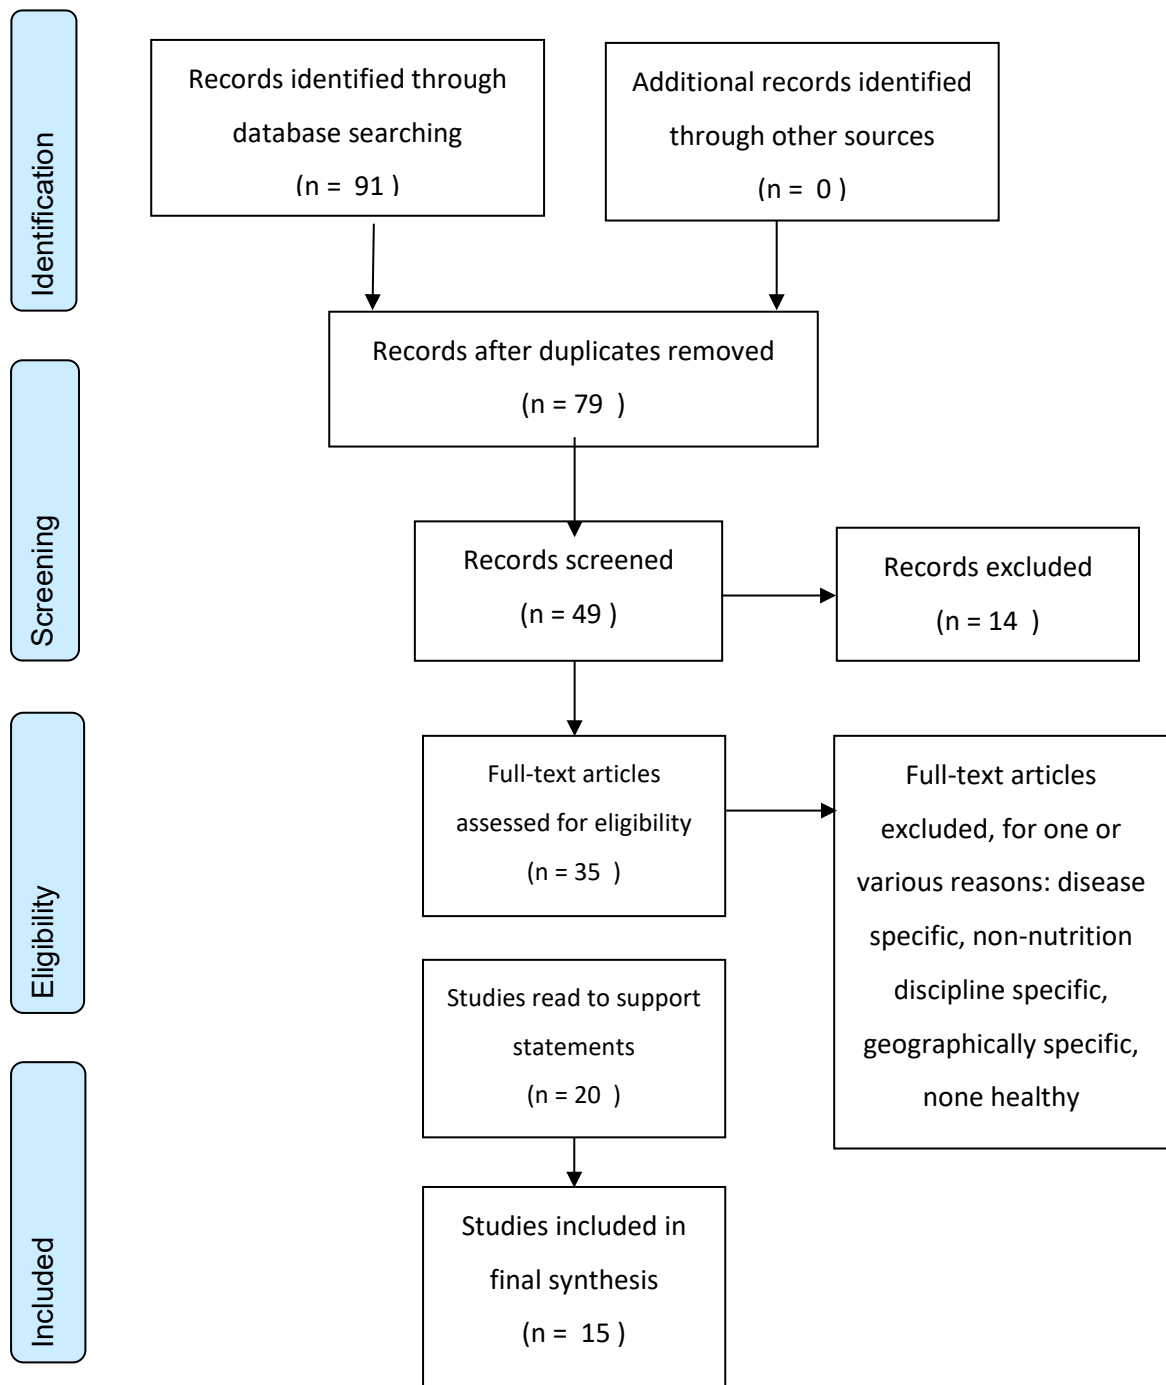 Identification
Records identified through
database searching
(n =  91 )
Additional records identified
through other sources
(n =  0 )
Records after duplicates removed
(n = 79  )
Screening
Records screened
(n = 49 )
Records excluded
(n = 14  )
Eligibility
Full-text articles
assessed for eligibility
(n = 35  )
Full-text articles
excluded, for one or
various reasons: disease
specific, non-nutrition
discipline specific,
geographically specific,
none healthy
Studies read to support
statements
(n = 20  )
Included
Studies included in
final synthesis
(n =  15 )